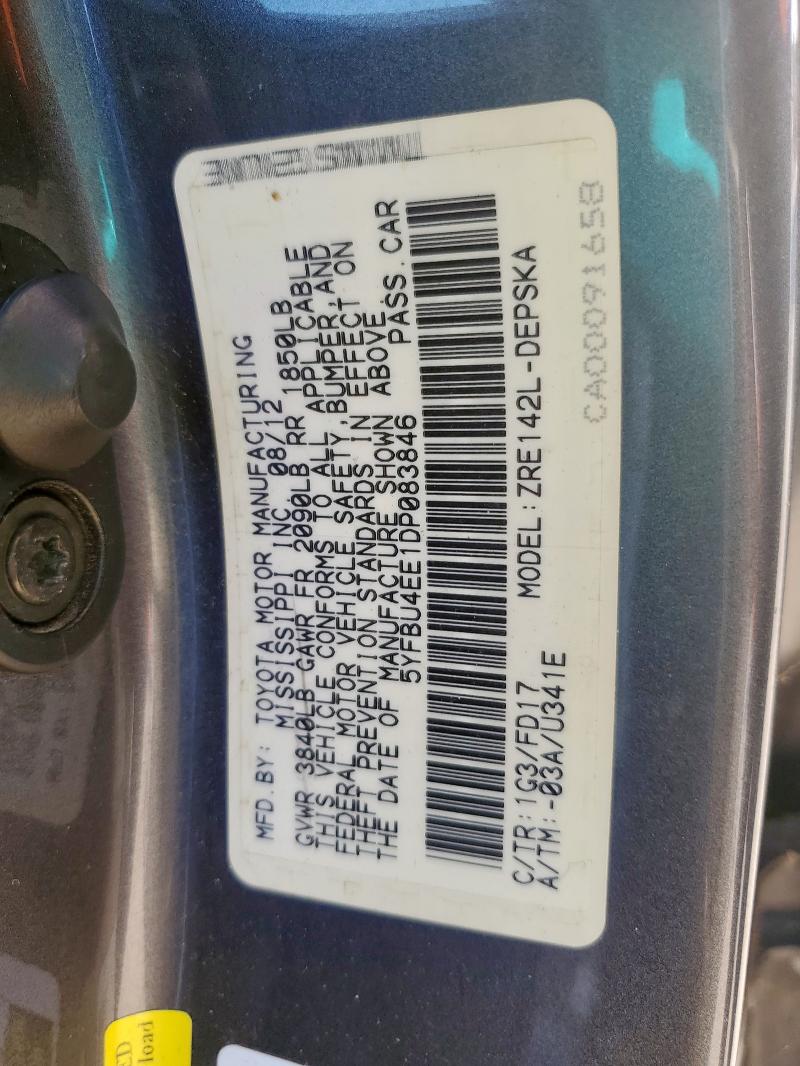 MFD.BY: TOYOTA MOTOR MANUFACTURING
MISSISSIPPI INC. 08/12
GVWR 3840LB GAWR FR 2090LB RR 1850LB
THIS VEHICLE CONFORMS TO ALL APPLICABLE
FEDERAL MOTOR VEHICLE SAFETY, BUMPER, AND
THEFT PREVENTION STANDARDS IN EFFECT ON
THE DATE OF MANUFACTURE SHOWN ABOVE.
5YFBU4EE1DP083846 PASS.CAR
C/TR:1G3/FD17 MODEL:ZRE142L-DEPSKA
A/TM:-03A/U341E
CA00091658
load